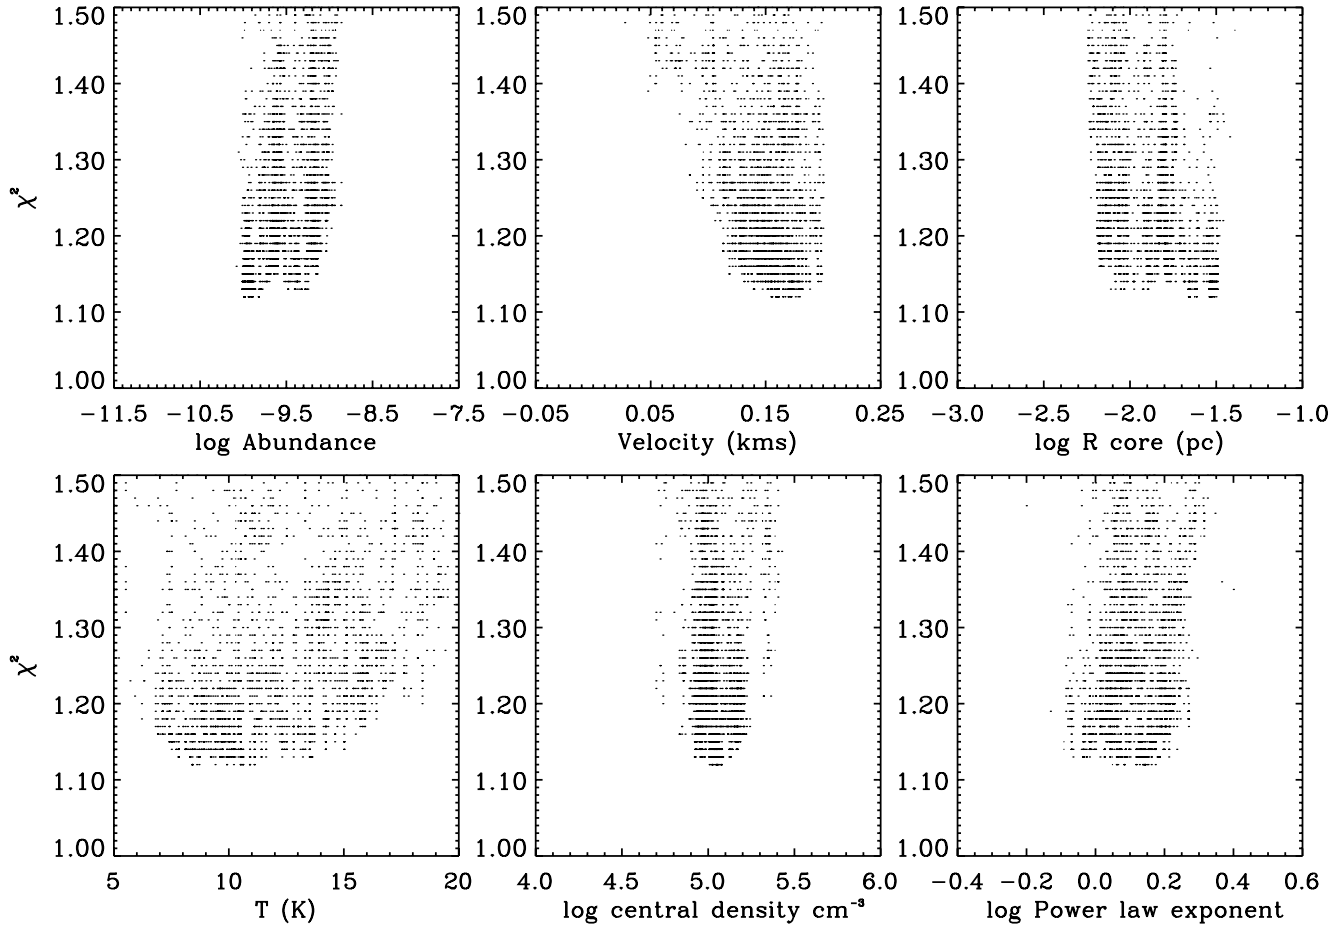 1.50 1.50 1.50
1.40 1.40 1.40
1.30 1.30 1.30
χ²
1.20 1.20 1.20
1.10 1.10 1.10
1.00 1.00 1.00
−11.5 −10.5 −9.5 −8.5 −7.5 −0.05 0.05 0.15 0.25 −3.0 −2.5 −2.0 −1.5 −1.0
log Abundance Velocity (kms) log R core (pc)
1.50 1.50 1.50
1.40 1.40 1.40
1.30 1.30 1.30
χ²
1.20 1.20 1.20
1.10 1.10 1.10
1.00 1.00 1.00
5 10 15 20 4.0 4.5 5.0 5.5 6.0 −0.4 −0.2 0.0 0.2 0.4 0.6
T (K) log central density cm⁻³ log Power law exponent